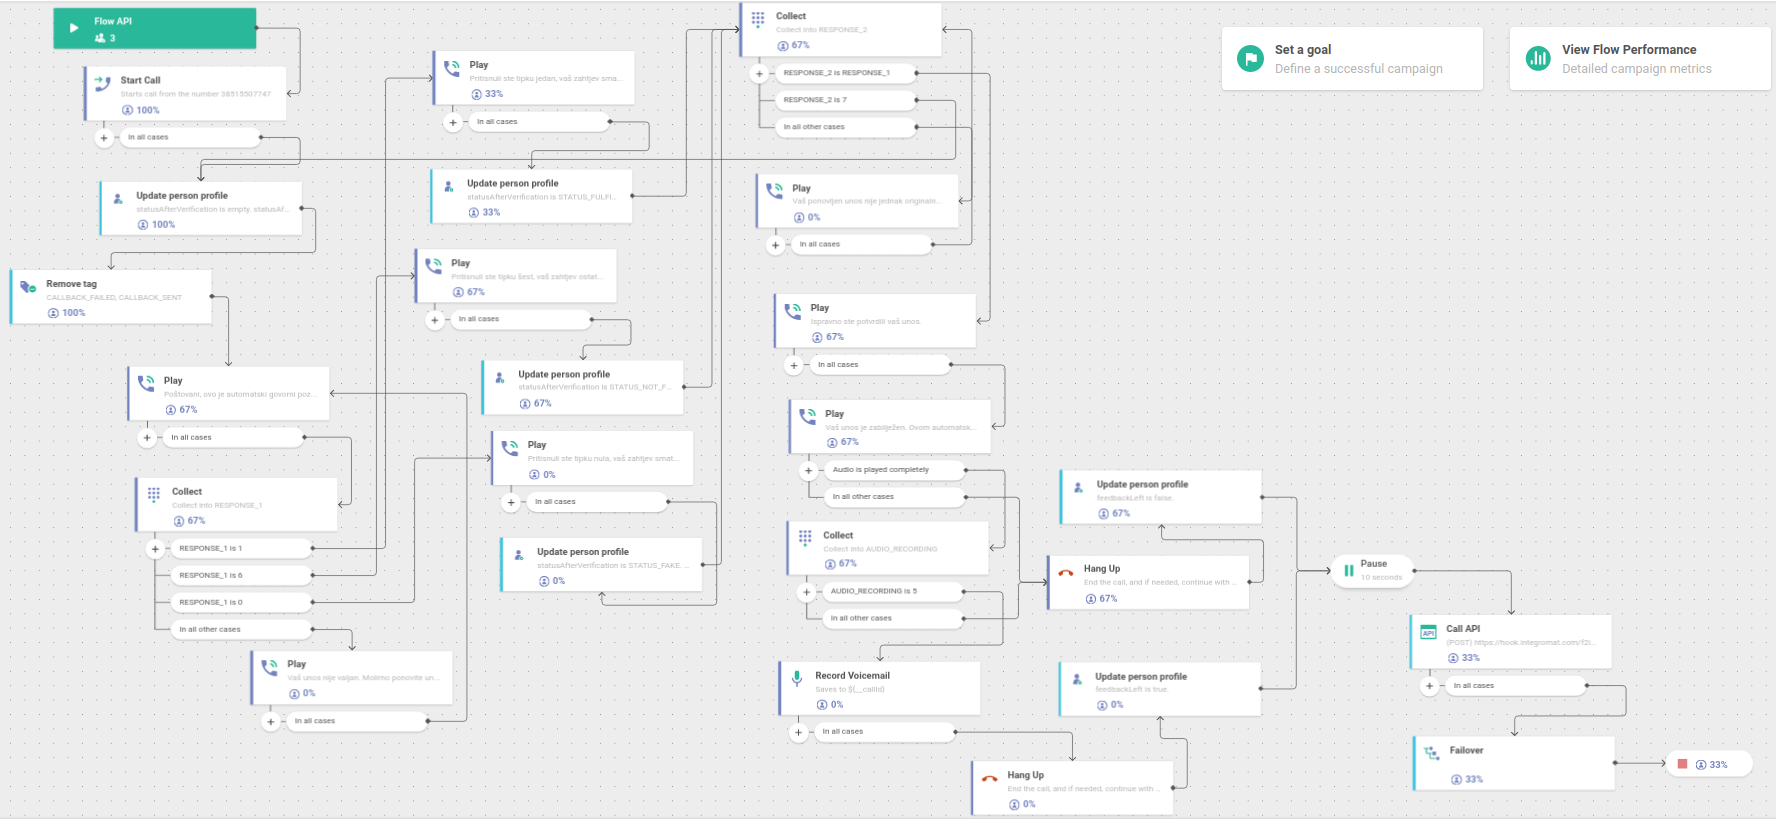 Flow API
3
Start Call
Starts call from the number 38515507747
100%
In all cases
Update person profile
statusAfterVerification is empty. statusAf...
100%
Remove tag
CALLBACK_FAILED, CALLBACK_SENT
100%
Play
Poštovani, ovo je automatski govorni poz...
67%
In all cases
Collect
Collect into RESPONSE_1
67%
RESPONSE_1 is 1
RESPONSE_1 is 6
RESPONSE_1 is 0
In all other cases
Play
Vaš unos nije valjan. Molimo ponovite un...
0%
In all cases
Play
Pritisnuli ste tipku jedan, vaš zahtjev sma...
33%
In all cases
Update person profile
statusAfterVerification is STATUS_FULFI...
33%
Play
Pritisnuli ste tipku šest, vaš zahtjev ostat...
67%
In all cases
Update person profile
statusAfterVerification is STATUS_NOT_F...
67%
Play
Pritisnuli ste tipku nula, vaš zahtjev smat...
0%
In all cases
Update person profile
statusAfterVerification is STATUS_FAKE. ...
0%
Collect
Collect into RESPONSE_2
67%
RESPONSE_2 is RESPONSE_1
RESPONSE_2 is 7
In all other cases
Play
Vaš ponovljen unos nije jednak originaln...
0%
In all cases
Play
Ispravno ste potvrdili vaš unos.
67%
In all cases
Play
Vaš unos je zabilježen. Ovom automatsk...
67%
Audio is played completely
In all other cases
Collect
Collect into AUDIO_RECORDING
67%
AUDIO_RECORDING is 5
In all other cases
Record Voicemail
Saves to ${__callId}
0%
In all cases
Hang Up
End the call, and if needed, continue with ...
0%
Update person profile
feedbackLeft is false.
67%
Hang Up
End the call, and if needed, continue with ...
67%
Update person profile
feedbackLeft is true.
0%
Pause
10 seconds
API
Call API
(POST) https://hook.integromat.com/f2i...
33%
In all cases
Failover
33%
33%
Set a goal
Define a successful campaign
View Flow Performance
Detailed campaign metrics